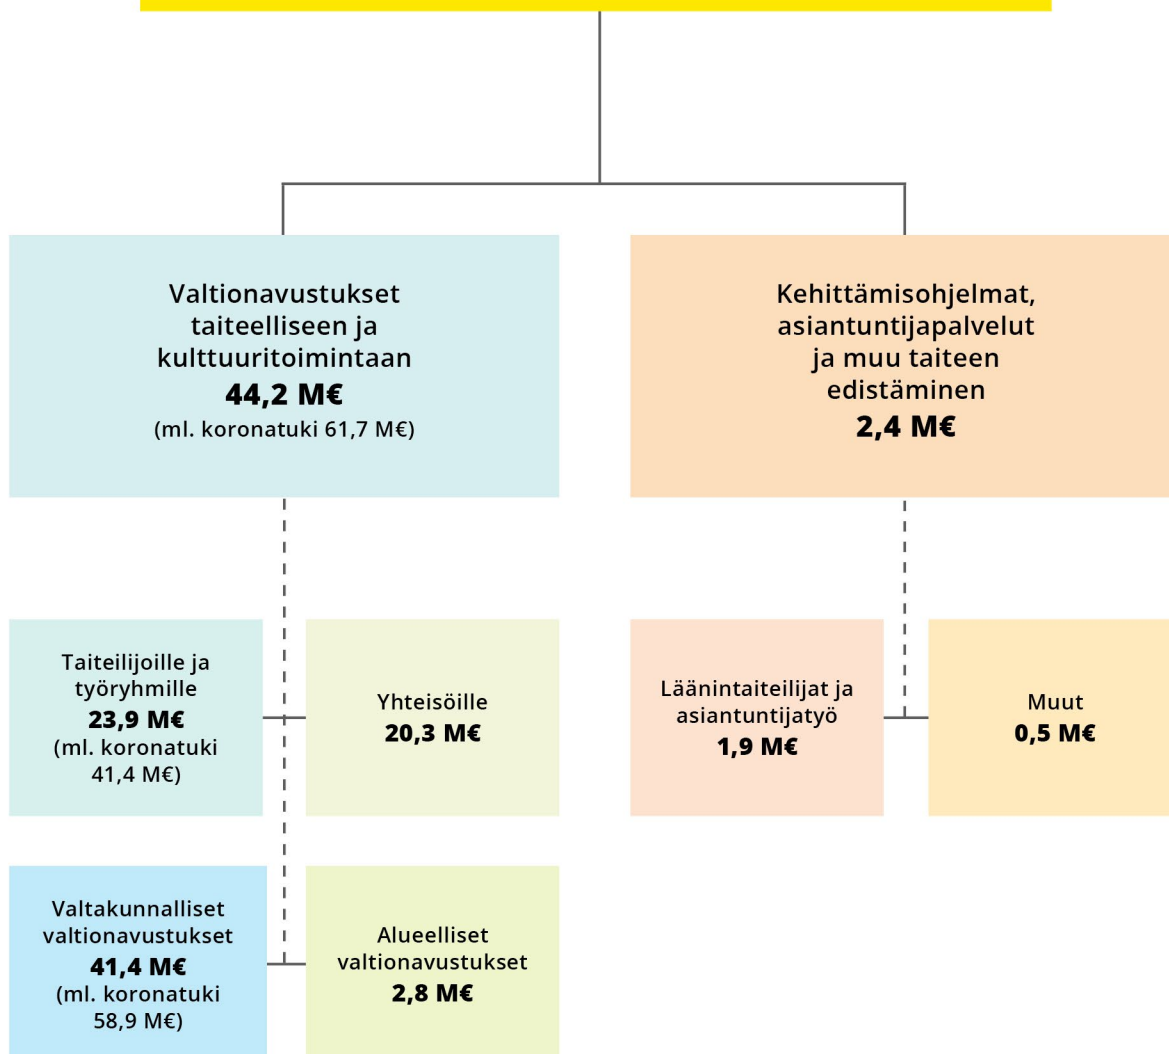 Valtionavustukset
taiteelliseen ja
kulttuuritoimintaan
44,2 M€
(ml. koronatuki 61,7 M€)
Kehittämisohjelmat,
asiantuntijapalvelut
ja muu taiteen
edistäminen
2,4 M€
Taiteilijoille ja
työryhmille
23,9 M€
(ml. koronatuki
41,4 M€)
Yhteisöille
20,3 M€
Läänintaiteilijat ja
asiantuntijatyö
1,9 M€
Muut
0,5 M€
Valtakunnalliset
valtionavustukset
41,4 M€
(ml. koronatuki
58,9 M€)
Alueelliset
valtionavustukset
2,8 M€